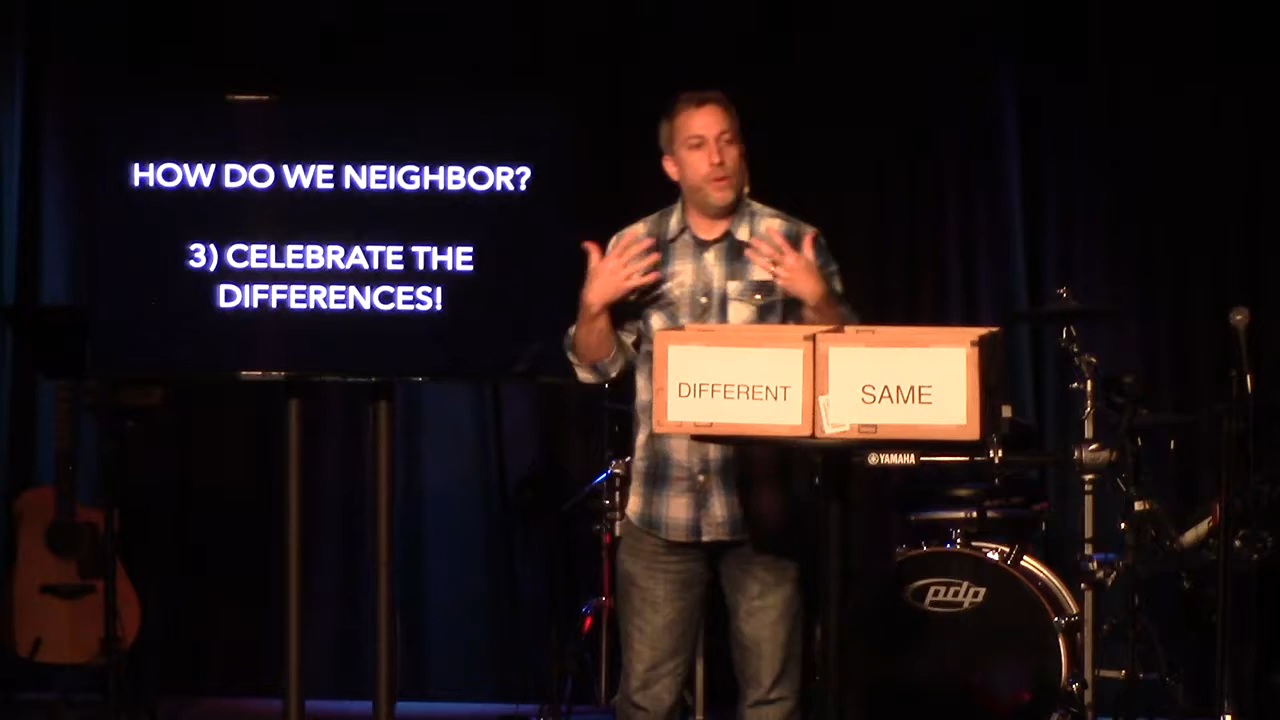 HOW DO WE NEIGHBOR?
3) CELEBRATE THE
DIFFERENCES!
DIFFERENT
SAME
YAMAHA
pdp